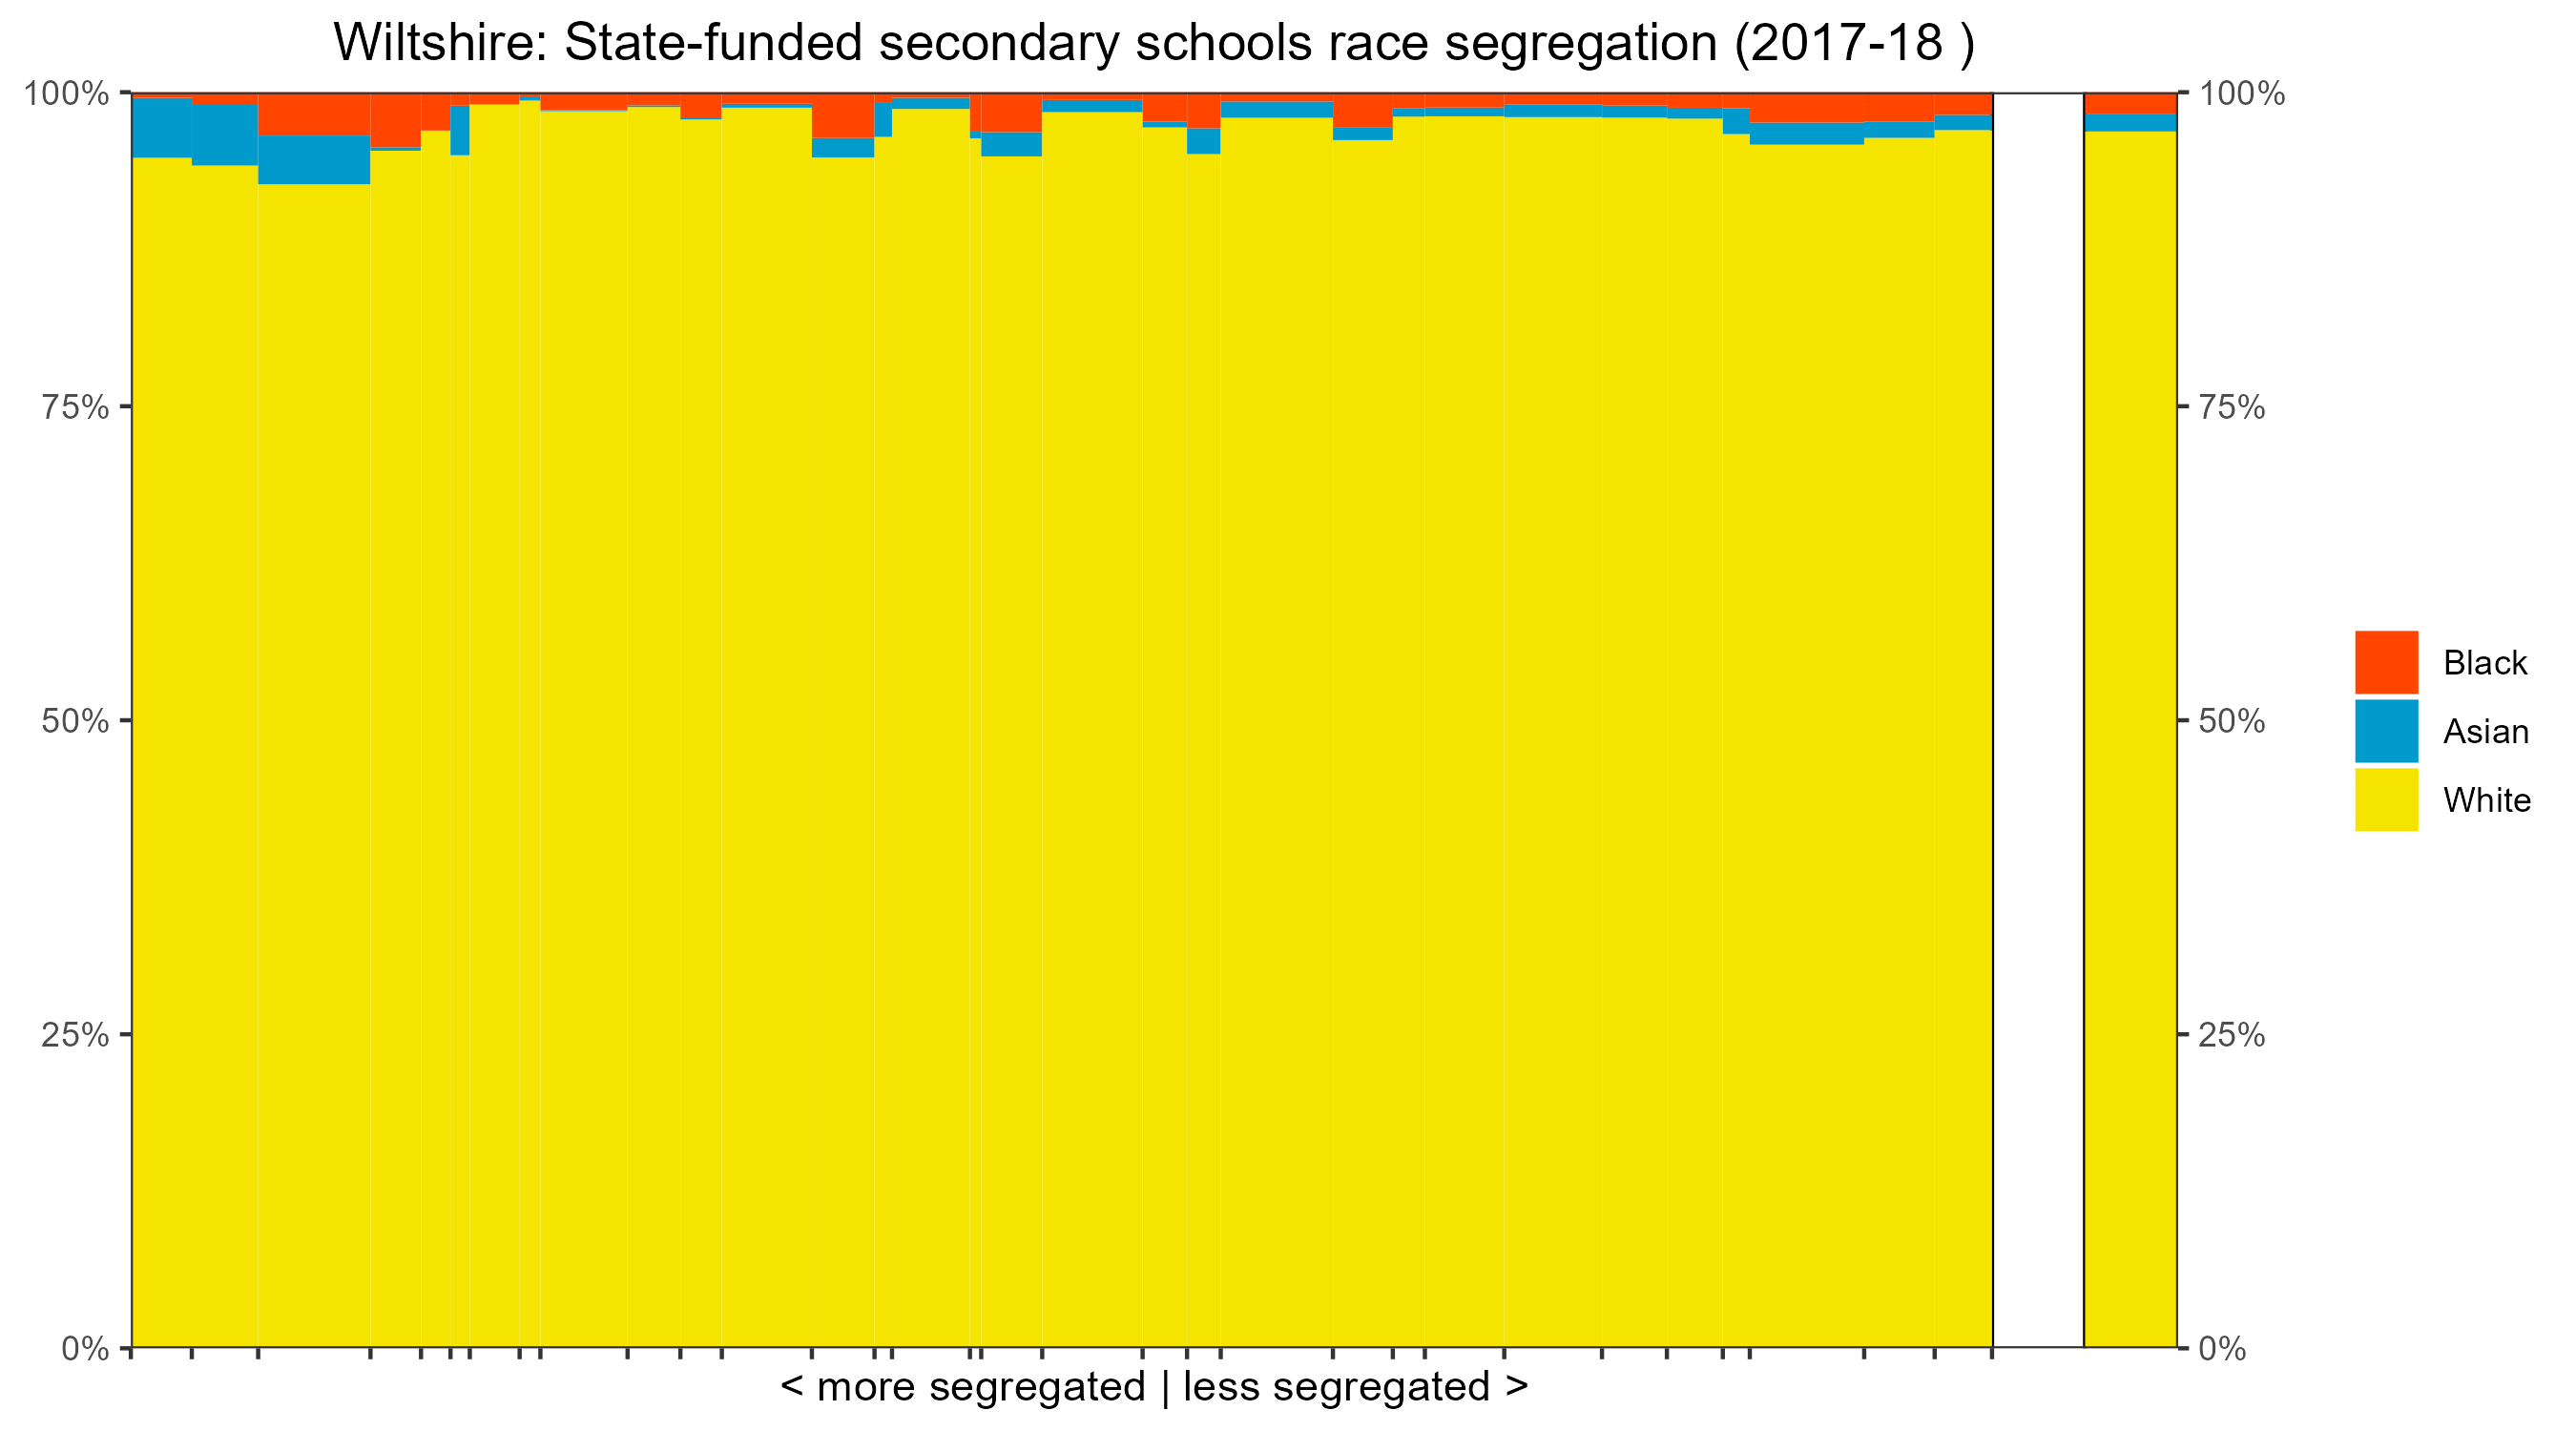 Wiltshire: State-funded secondary schools race segregation (2017-18 )
100%
100%
75%
75%
50%
50%
25%
25%
0%
0%
Black
Asian
White
< more segregated | less segregated >